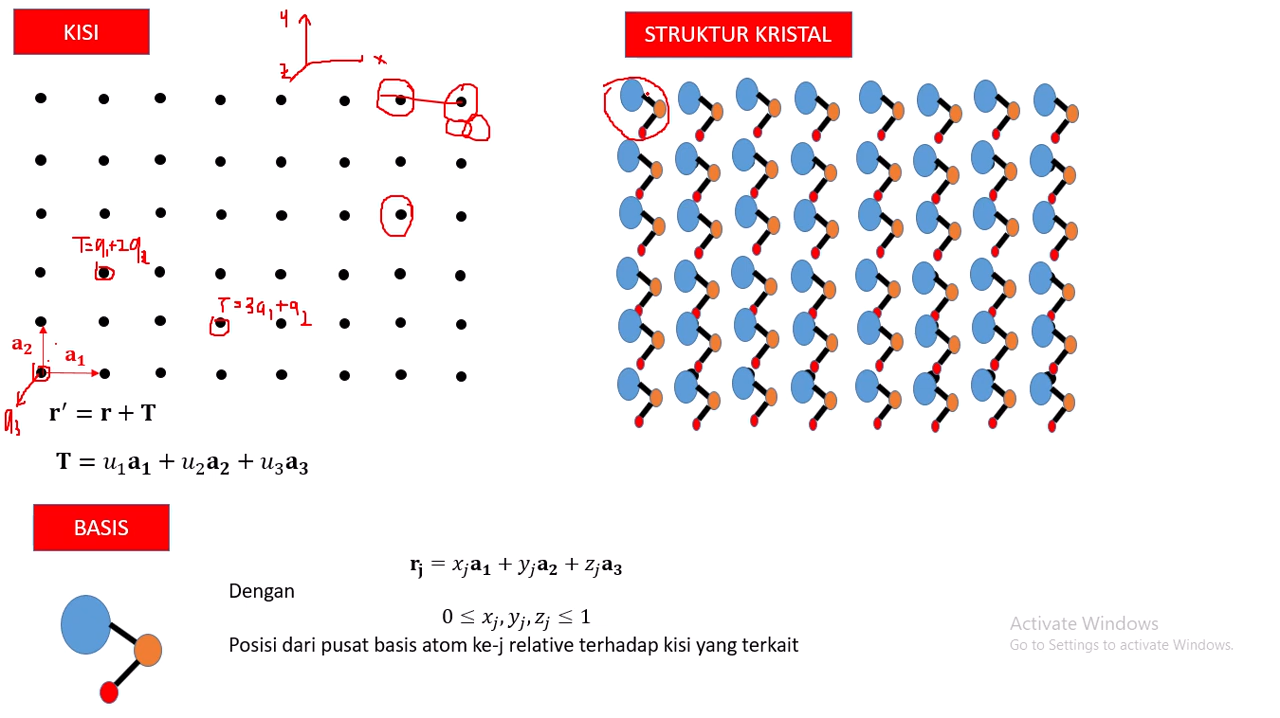 KISI
STRUKTUR KRISTAL
y
x
z
T=a₁+2a₂
T=3a₁+a₂
a₂
a₁
a₃
r′ = r + T
T = u₁a₁ + u₂a₂ + u₃a₃
BASIS
rⱼ = xⱼa₁ + yⱼa₂ + zⱼa₃
Dengan
0 ≤ xⱼ, yⱼ, zⱼ ≤ 1
Posisi dari pusat basis atom ke-j relative terhadap kisi yang terkait
Activate Windows
Go to Settings to activate Windows.